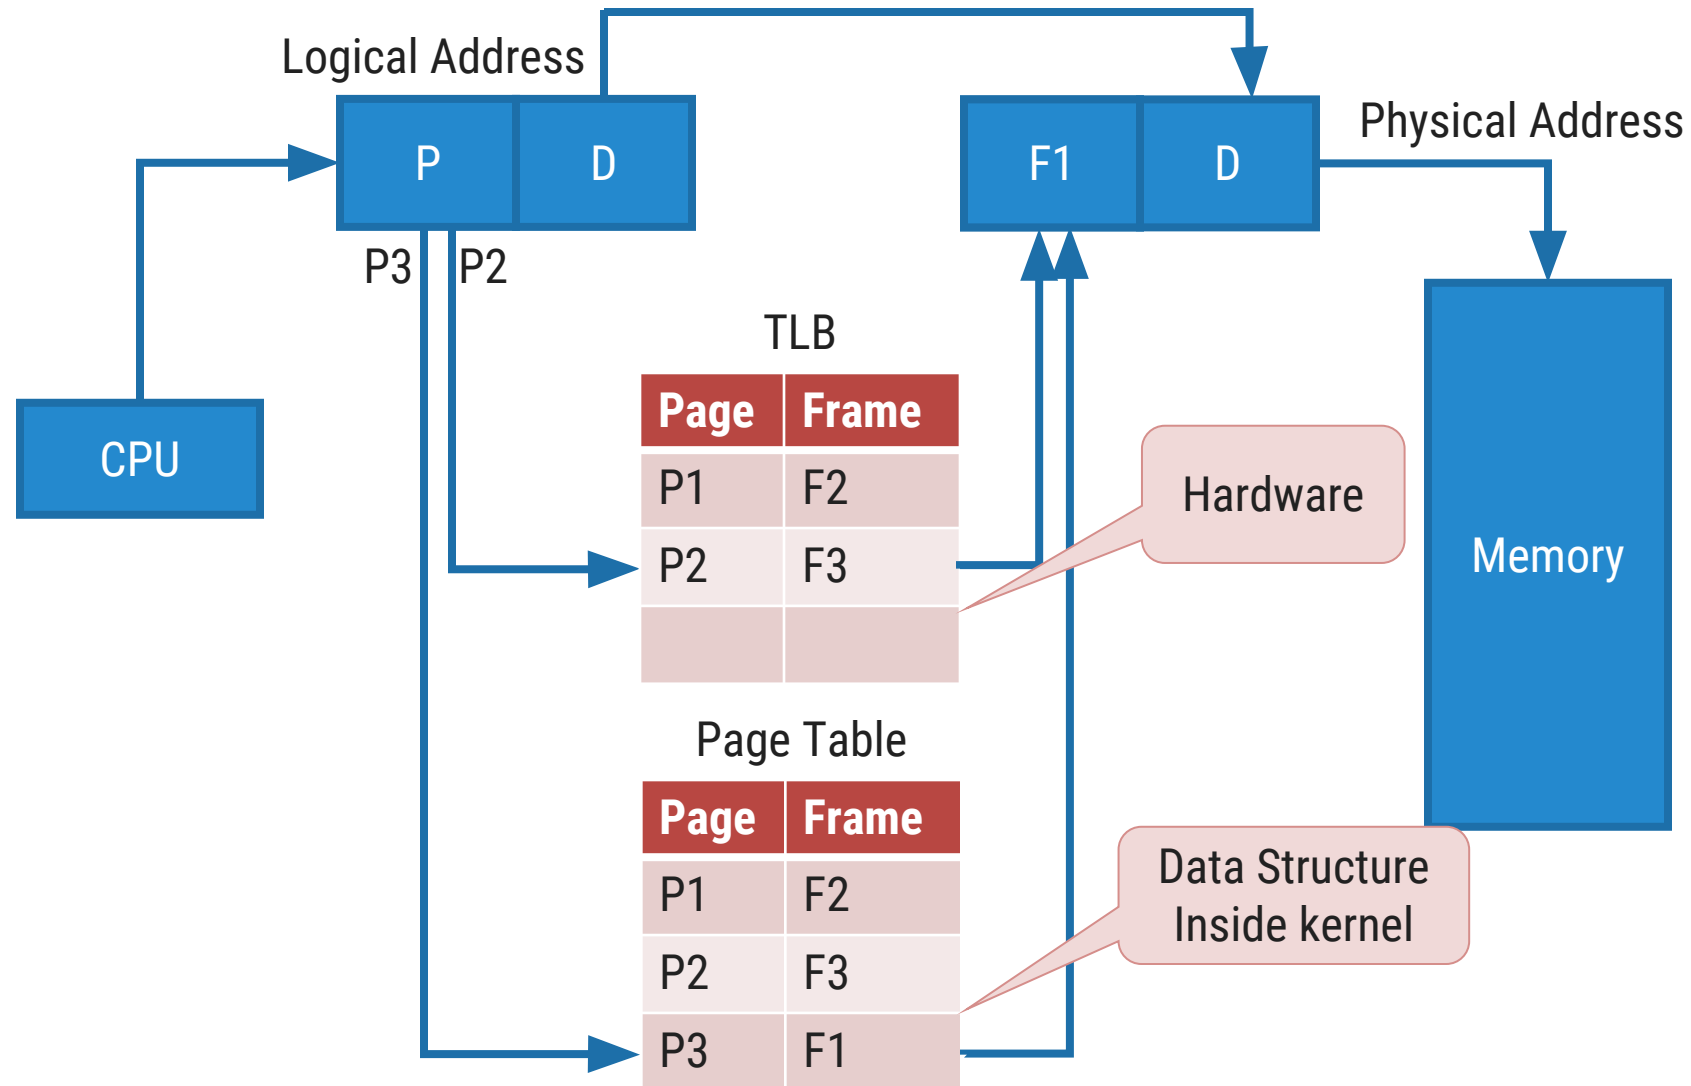 Logical Address
P D
F1 D
Physical Address
P3 P2
TLB
Page Frame
P1 F2
P2 F3
CPU
Hardware
Memory
Page Table
Page Frame
P1 F2
P2 F3
P3 F1
Data Structure
Inside kernel